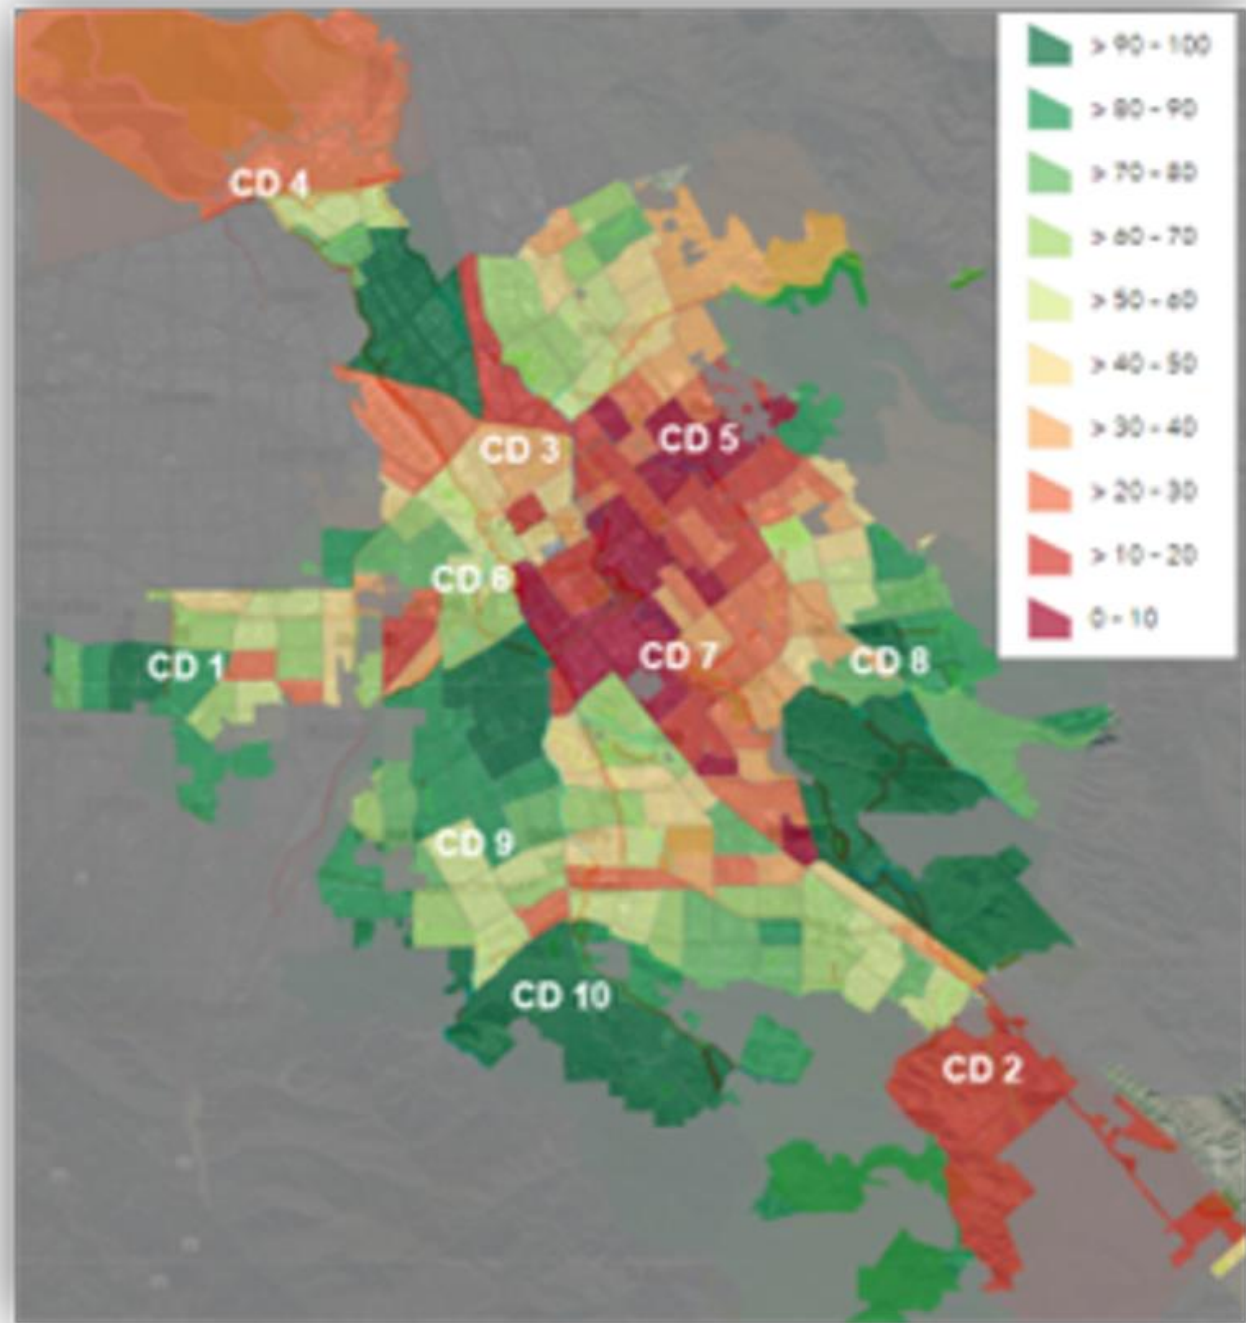 > 90 - 100
> 80 - 90
> 70 - 80
> 60 - 70
> 50 - 60
> 40 - 50
> 30 - 40
> 20 - 30
> 10 - 20
0 - 10
CD 4
CD 5
CD 3
CD 6
CD 7
CD 8
CD 1
CD 9
CD 10
CD 2